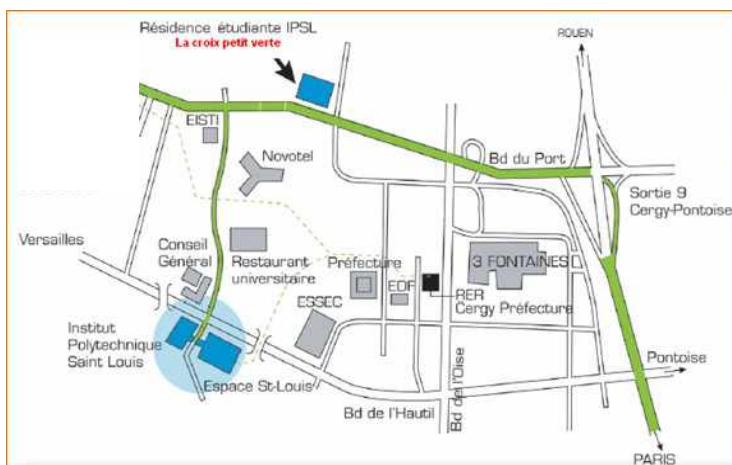 Résidence étudiante IPSL
La croix petit verte
ROUEN
EISTI
Novotel
Bd du Port
Sortie 9
Cergy-Pontoise
Versailles
Conseil
Général
Restaurant
universitaire
Préfecture
3 FONTAINES
EDF
RER
Cergy Préfecture
ESSEC
Institut
Polytechnique
Saint Louis
Espace St-Louis
Pontoise
Bd de l'Hautil
Bd de l'Oise
PARIS